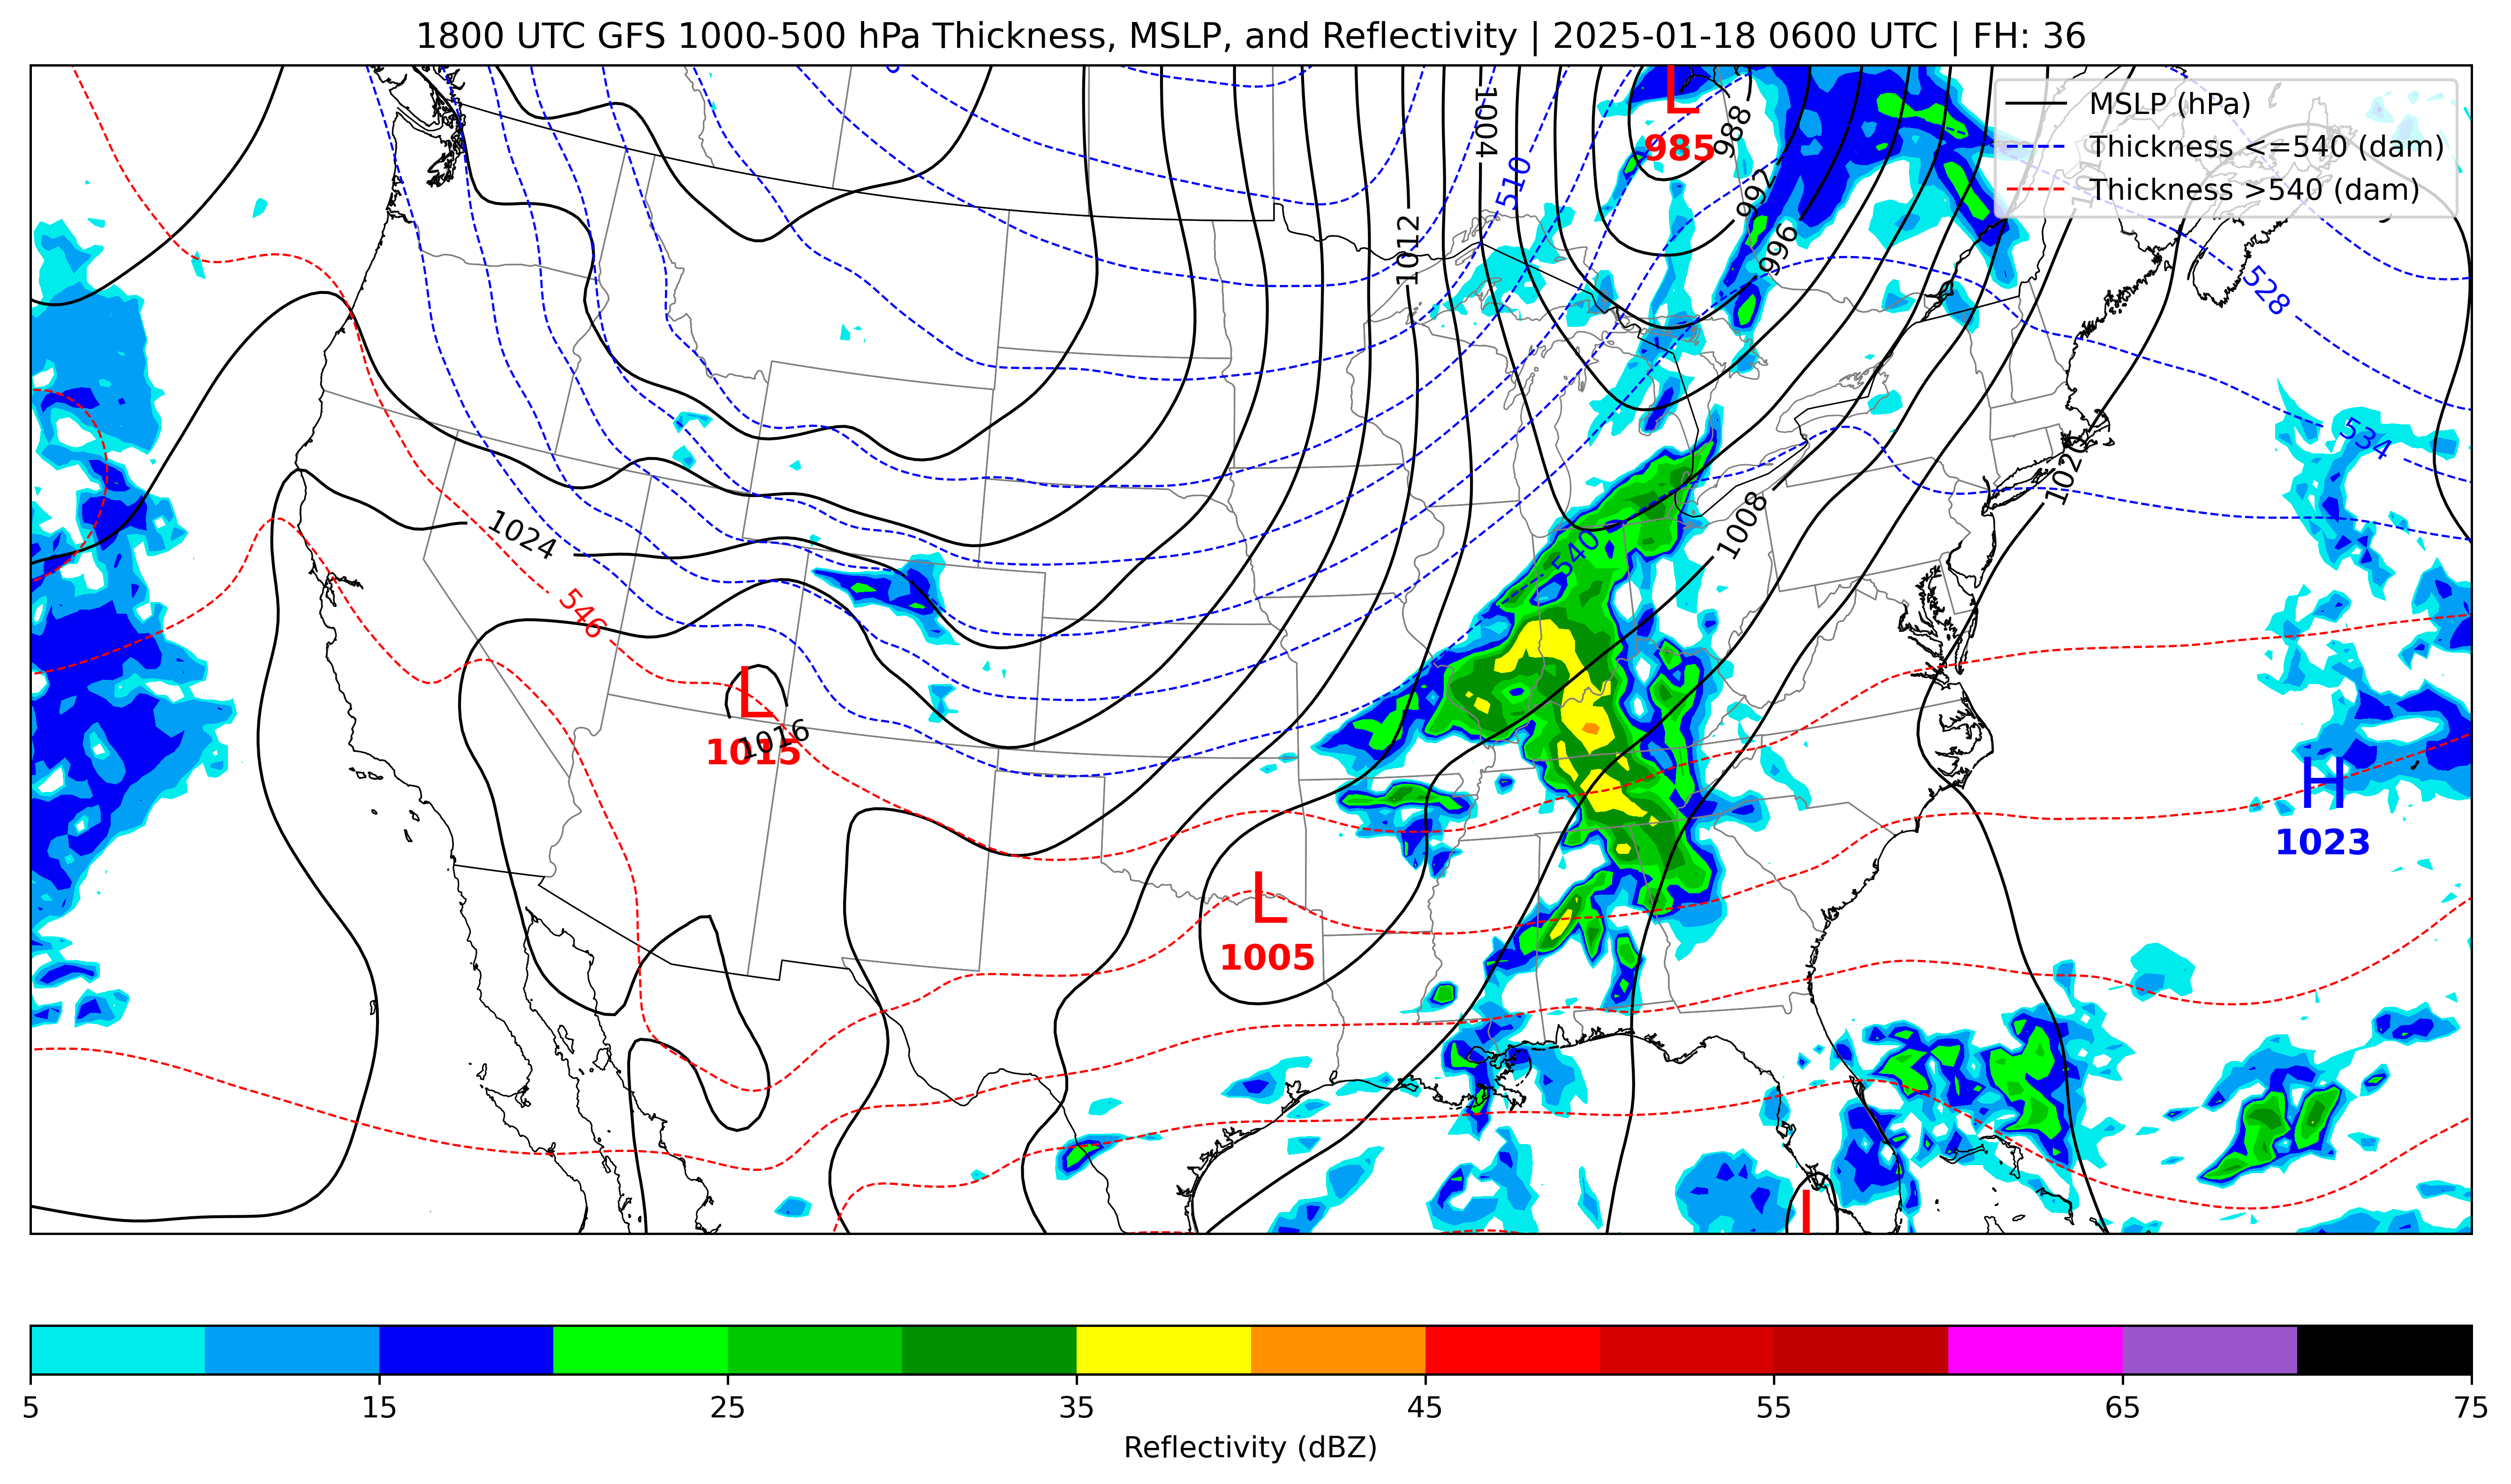 1800 UTC GFS 1000-500 hPa Thickness, MSLP, and Reflectivity | 2025-01-18 0600 UTC | FH: 36
MSLP (hPa)
Thickness <=540 (dam)
Thickness >540 (dam)
L
985
988
1004
510
992
1012
996
528
534
1020
1024
1008
540
546
L
1015
1016
H
1023
L
1005
5
15
25
35
45
55
65
75
Reflectivity (dBZ)